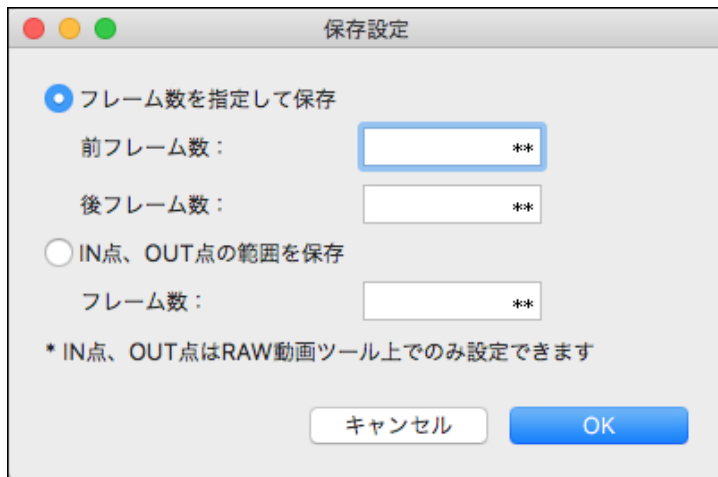 保存設定
フレーム数を指定して保存
前フレーム数： **
後フレーム数： **
IN点、OUT点の範囲を保存
フレーム数： **
* IN点、OUT点はRAW動画ツール上でのみ設定できます
キャンセル OK